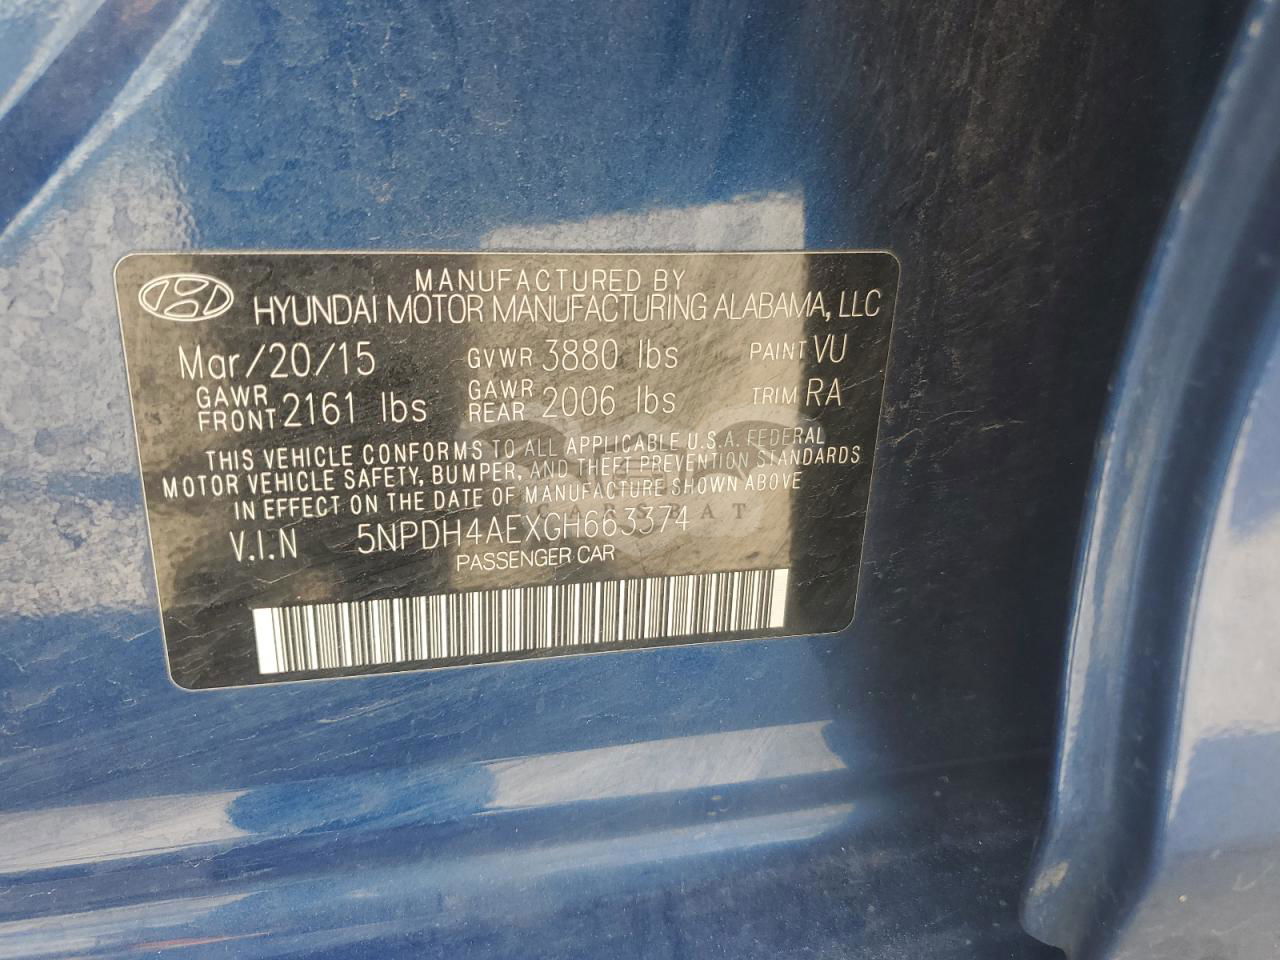 MANUFACTURED BY
HYUNDAI MOTOR MANUFACTURING ALABAMA, LLC
Mar/20/15 GVWR 3880 lbs PAINT VU
GAWR FRONT 2161 lbs GAWR REAR 2006 lbs TRIM RA
THIS VEHICLE CONFORMS TO ALL APPLICABLE U.S.A. FEDERAL
MOTOR VEHICLE SAFETY, BUMPER, AND THEFT PREVENTION STANDARDS
IN EFFECT ON THE DATE OF MANUFACTURE SHOWN ABOVE
CARSBAT
V.I.N 5NPDH4AEXGH663374
PASSENGER CAR